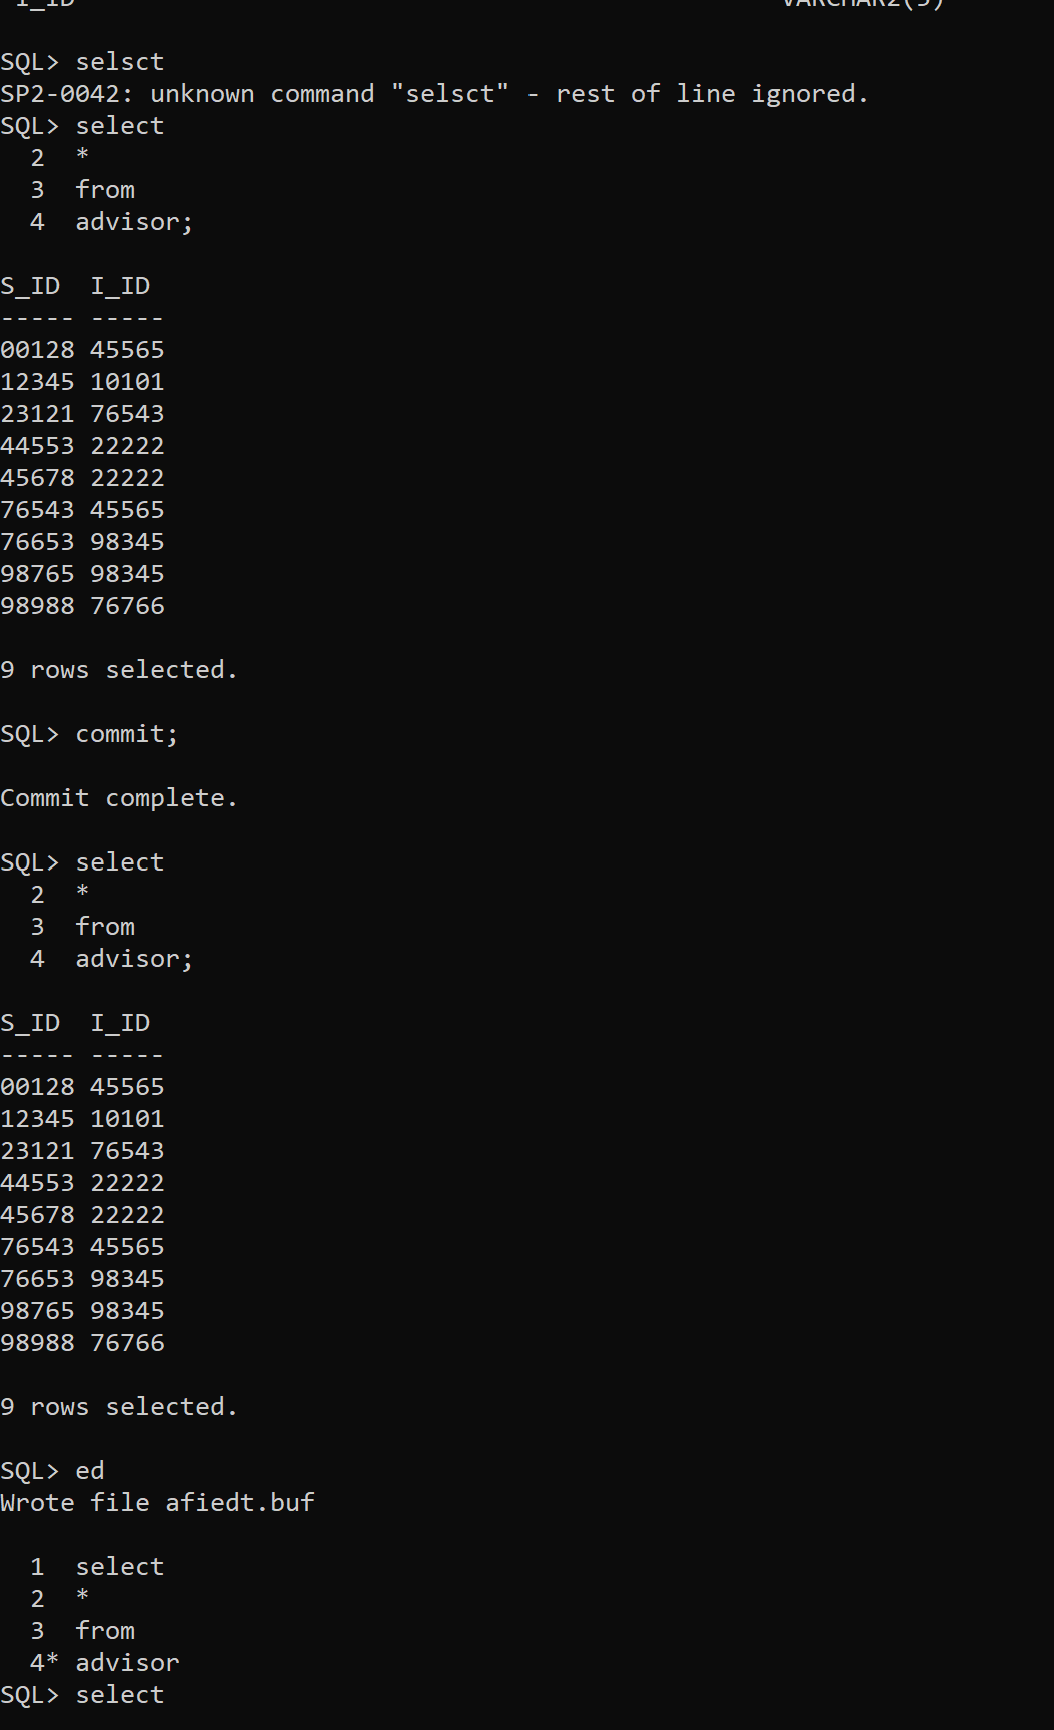 I_ID VARCHAR2(5)
SQL> selsct
SP2-0042: unknown command "selsct" - rest of line ignored.
SQL> select
  2  *
  3  from
  4  advisor;
S_ID  I_ID
----- -----
00128 45565
12345 10101
23121 76543
44553 22222
45678 22222
76543 45565
76653 98345
98765 98345
98988 76766
9 rows selected.
SQL> commit;
Commit complete.
SQL> select
  2  *
  3  from
  4  advisor;
S_ID  I_ID
----- -----
00128 45565
12345 10101
23121 76543
44553 22222
45678 22222
76543 45565
76653 98345
98765 98345
98988 76766
9 rows selected.
SQL> ed
Wrote file afiedt.buf
  1  select
  2  *
  3  from
  4* advisor
SQL> select